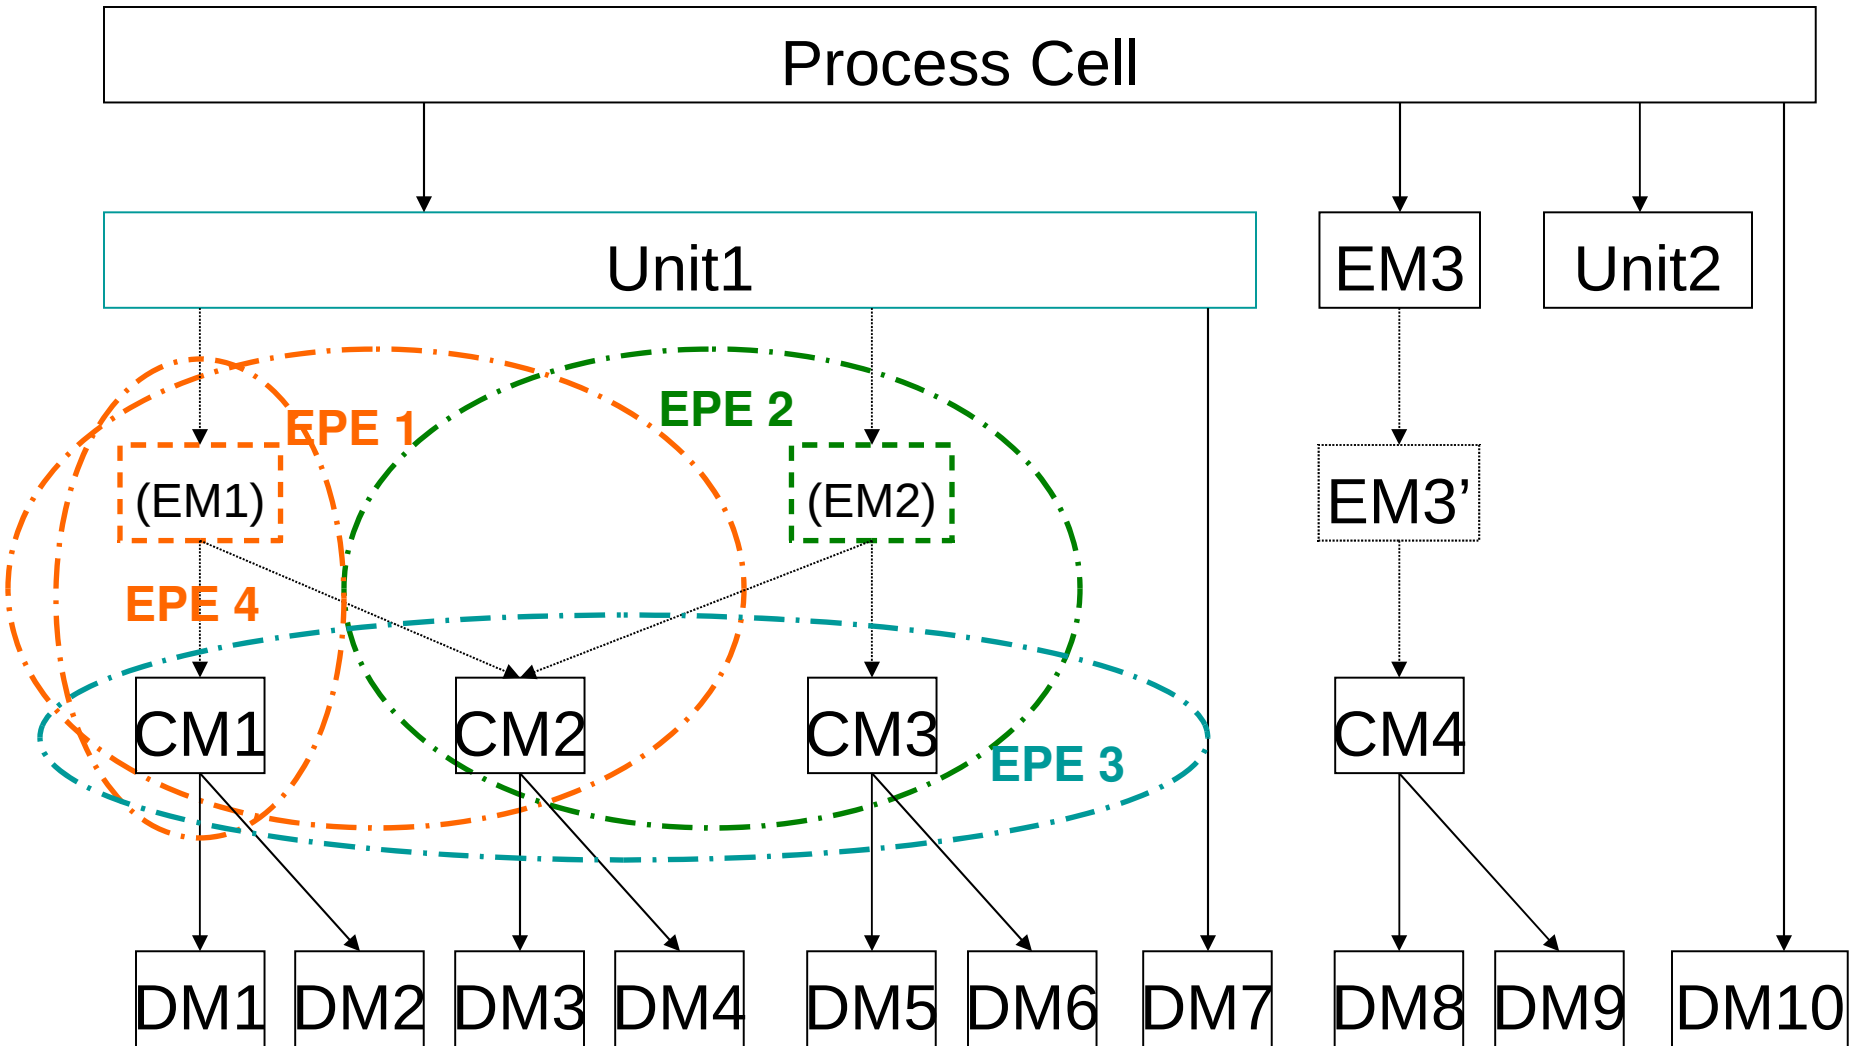 Process Cell
Unit1
EM3
Unit2
EPE 1
EPE 2
(EM1)
(EM2)
EM3’
EPE 4
CM1
CM2
CM3
CM4
EPE 3
DM1
DM2
DM3
DM4
DM5
DM6
DM7
DM8
DM9
DM10